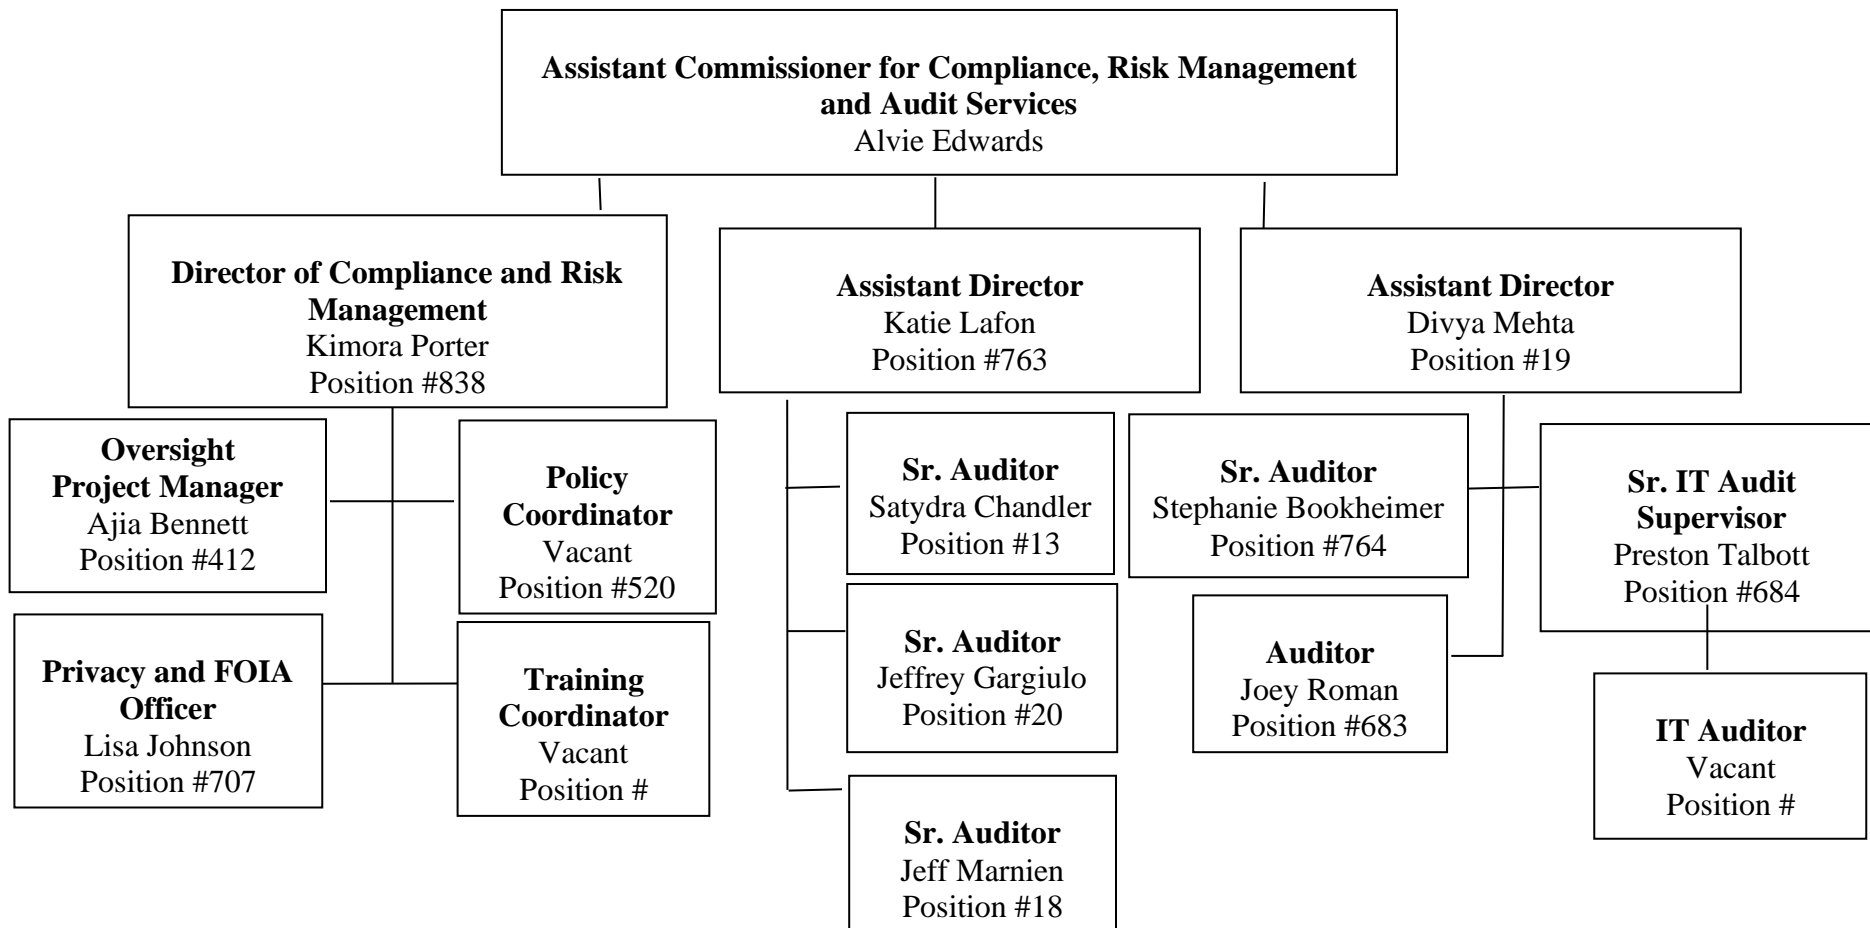 Assistant Commissioner for Compliance, Risk Management
and Audit Services
Alvie Edwards
Director of Compliance and Risk
Management
Kimora Porter
Position #838
Assistant Director
Katie Lafon
Position #763
Assistant Director
Divya Mehta
Position #19
Oversight
Project Manager
Ajia Bennett
Position #412
Policy
Coordinator
Vacant
Position #520
Sr. Auditor
Satydra Chandler
Position #13
Sr. Auditor
Stephanie Bookheimer
Position #764
Sr. IT Audit
Supervisor
Preston Talbott
Position #684
Privacy and FOIA
Officer
Lisa Johnson
Position #707
Training
Coordinator
Vacant
Position #
Sr. Auditor
Jeffrey Gargiulo
Position #20
Auditor
Joey Roman
Position #683
IT Auditor
Vacant
Position #
Sr. Auditor
Jeff Marnien
Position #18